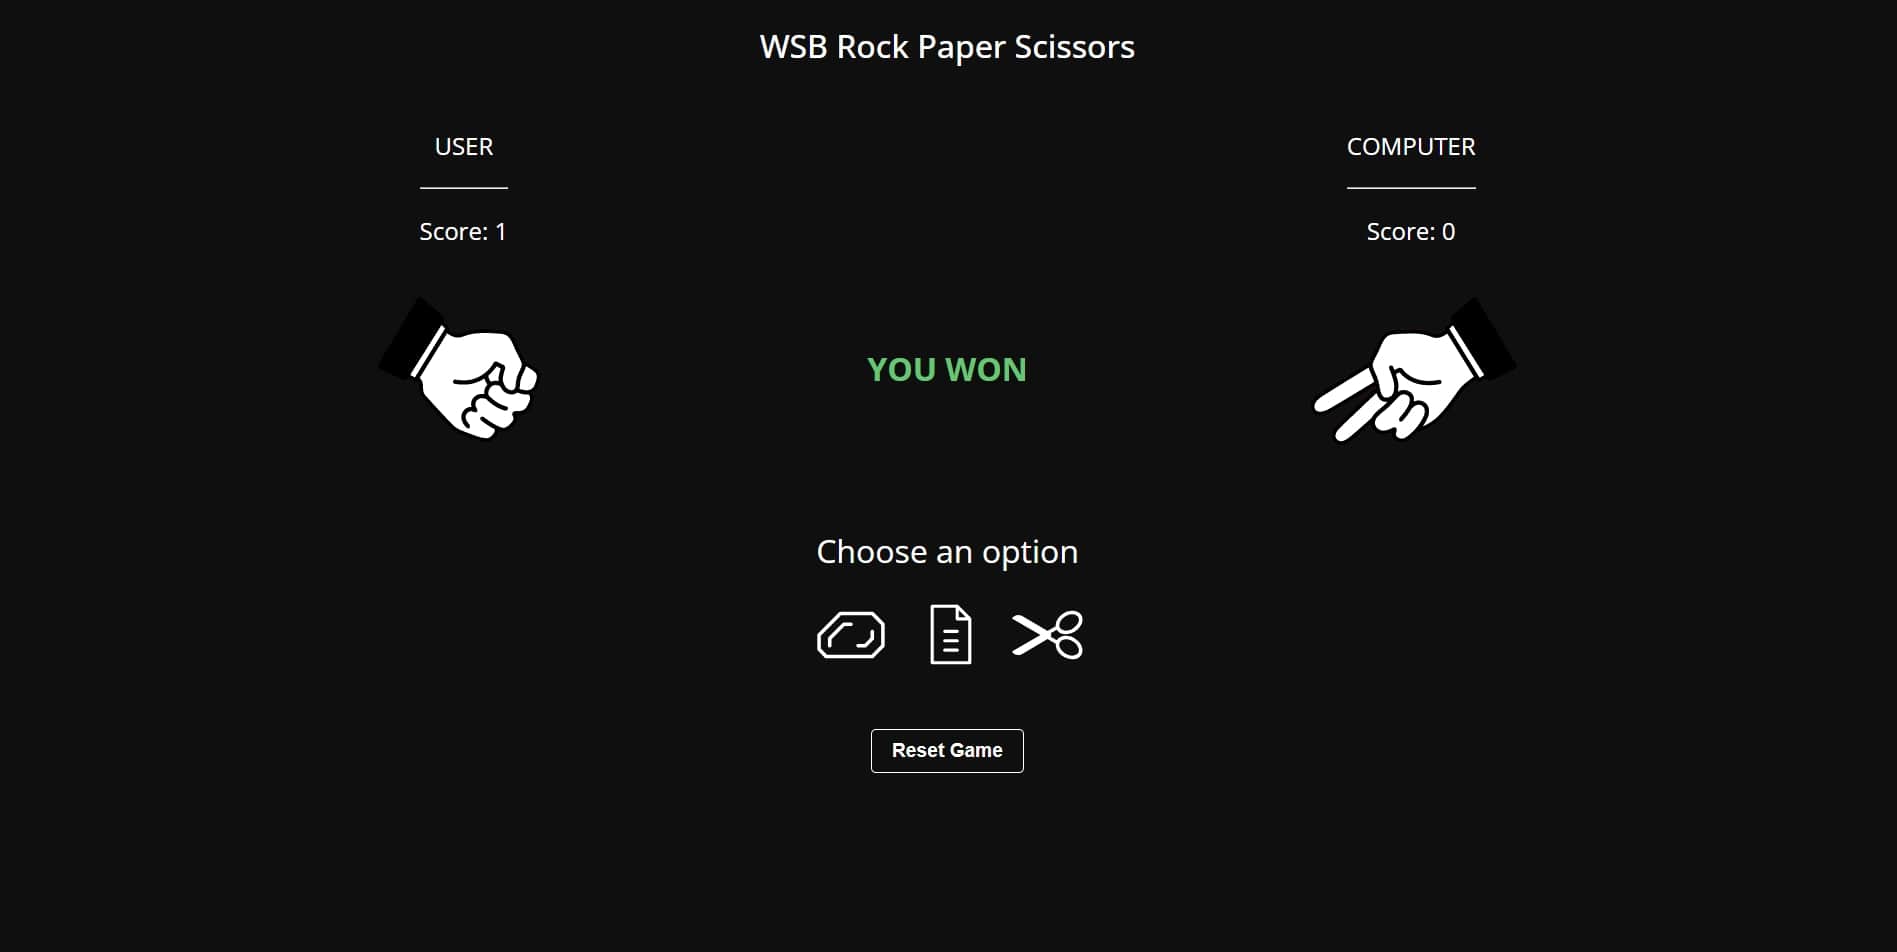 WSB Rock Paper Scissors
USER
COMPUTER
Score: 1
Score: 0
YOU WON
Choose an option
Reset Game